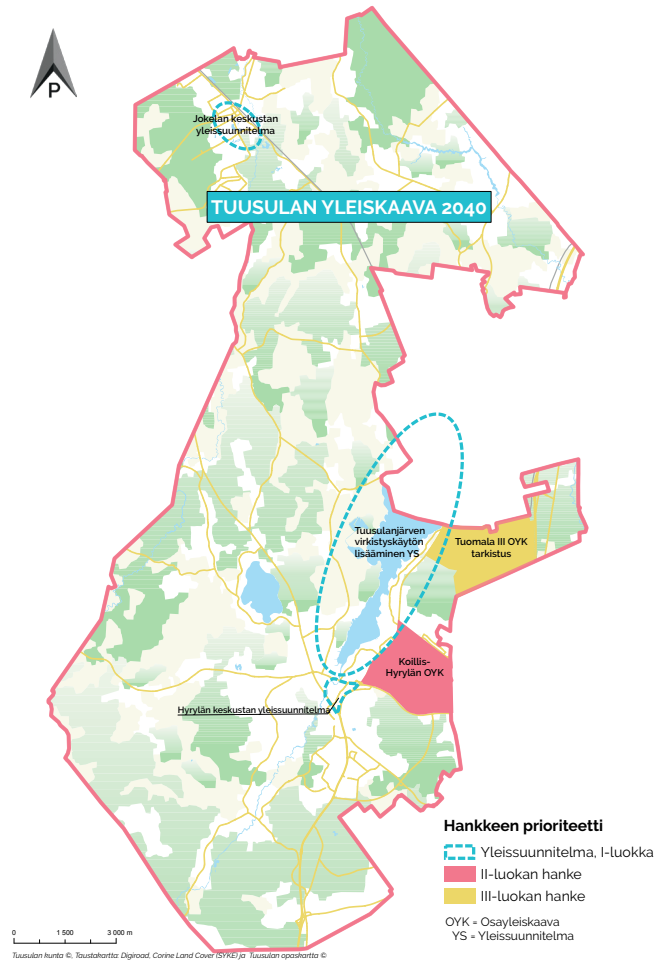 P
Jokelan keskustan
yleissuunnitelma
TUUSULAN YLEISKAAVA 2040
Tuusulanjärven
virkistyskäytön
lisääminen YS
Tuomala III OYK
tarkistus
Koillis-
Hyrylän OYK
Hyrylän keskustan yleissuunnitelma
Hankkeen prioriteetti
Yleissuunnitelma, I-luokka
II-luokan hanke
III-luokan hanke
OYK = Osayleiskaava
YS = Yleissuunnitelma
0 1 500 3 000 m
Tuusulan kunta ©, Taustakartta: Digiroad, Corine Land Cover (SYKE) ja Tuusulan opaskartta ©